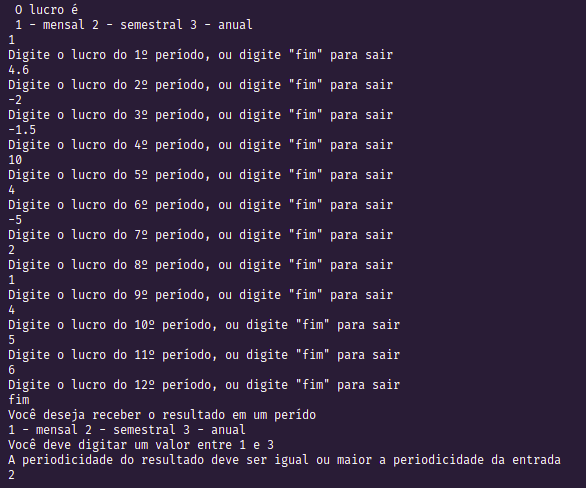 O lucro é
1 - mensal 2 - semestral 3 - anual
1
Digite o lucro do 1º período, ou digite "fim" para sair
4.6
Digite o lucro do 2º período, ou digite "fim" para sair
-2
Digite o lucro do 3º período, ou digite "fim" para sair
-1.5
Digite o lucro do 4º período, ou digite "fim" para sair
10
Digite o lucro do 5º período, ou digite "fim" para sair
4
Digite o lucro do 6º período, ou digite "fim" para sair
-5
Digite o lucro do 7º período, ou digite "fim" para sair
2
Digite o lucro do 8º período, ou digite "fim" para sair
1
Digite o lucro do 9º período, ou digite "fim" para sair
4
Digite o lucro do 10º período, ou digite "fim" para sair
5
Digite o lucro do 11º período, ou digite "fim" para sair
6
Digite o lucro do 12º período, ou digite "fim" para sair
fim
Você deseja receber o resultado em um perído
1 - mensal 2 - semestral 3 - anual
Você deve digitar um valor entre 1 e 3
A periodicidade do resultado deve ser igual ou maior a periodicidade da entrada
2